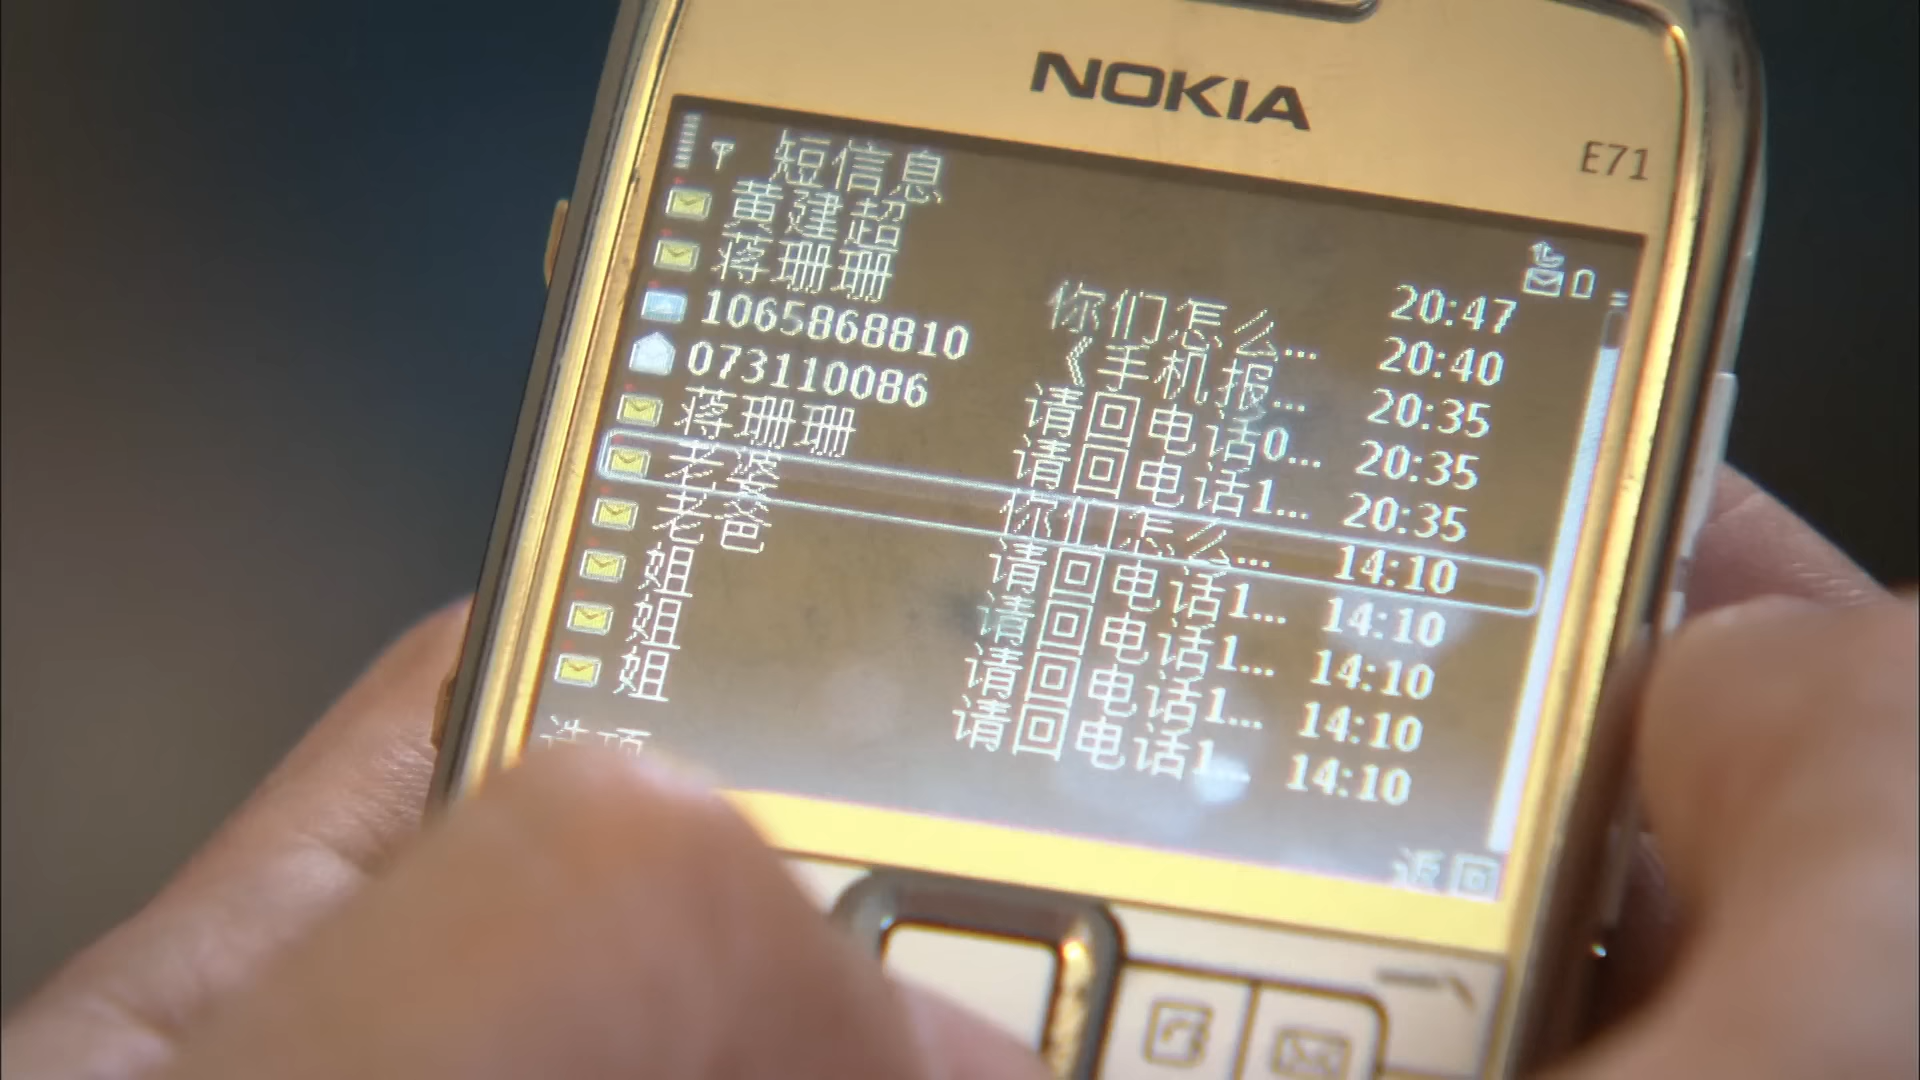 NOKIA
E71
短信息
黄建超 20:47
蒋珊珊 你们怎么... 20:40
1065868810 《手机报... 20:35
073110086 请回电话0... 20:35
蒋珊珊 请回电话1... 20:35
老婆 你们怎么... 14:10
老爸 请回电话1... 14:10
姐 请回电话1... 14:10
姐 请回电话1... 14:10
姐 请回电话1... 14:10
选项 返回